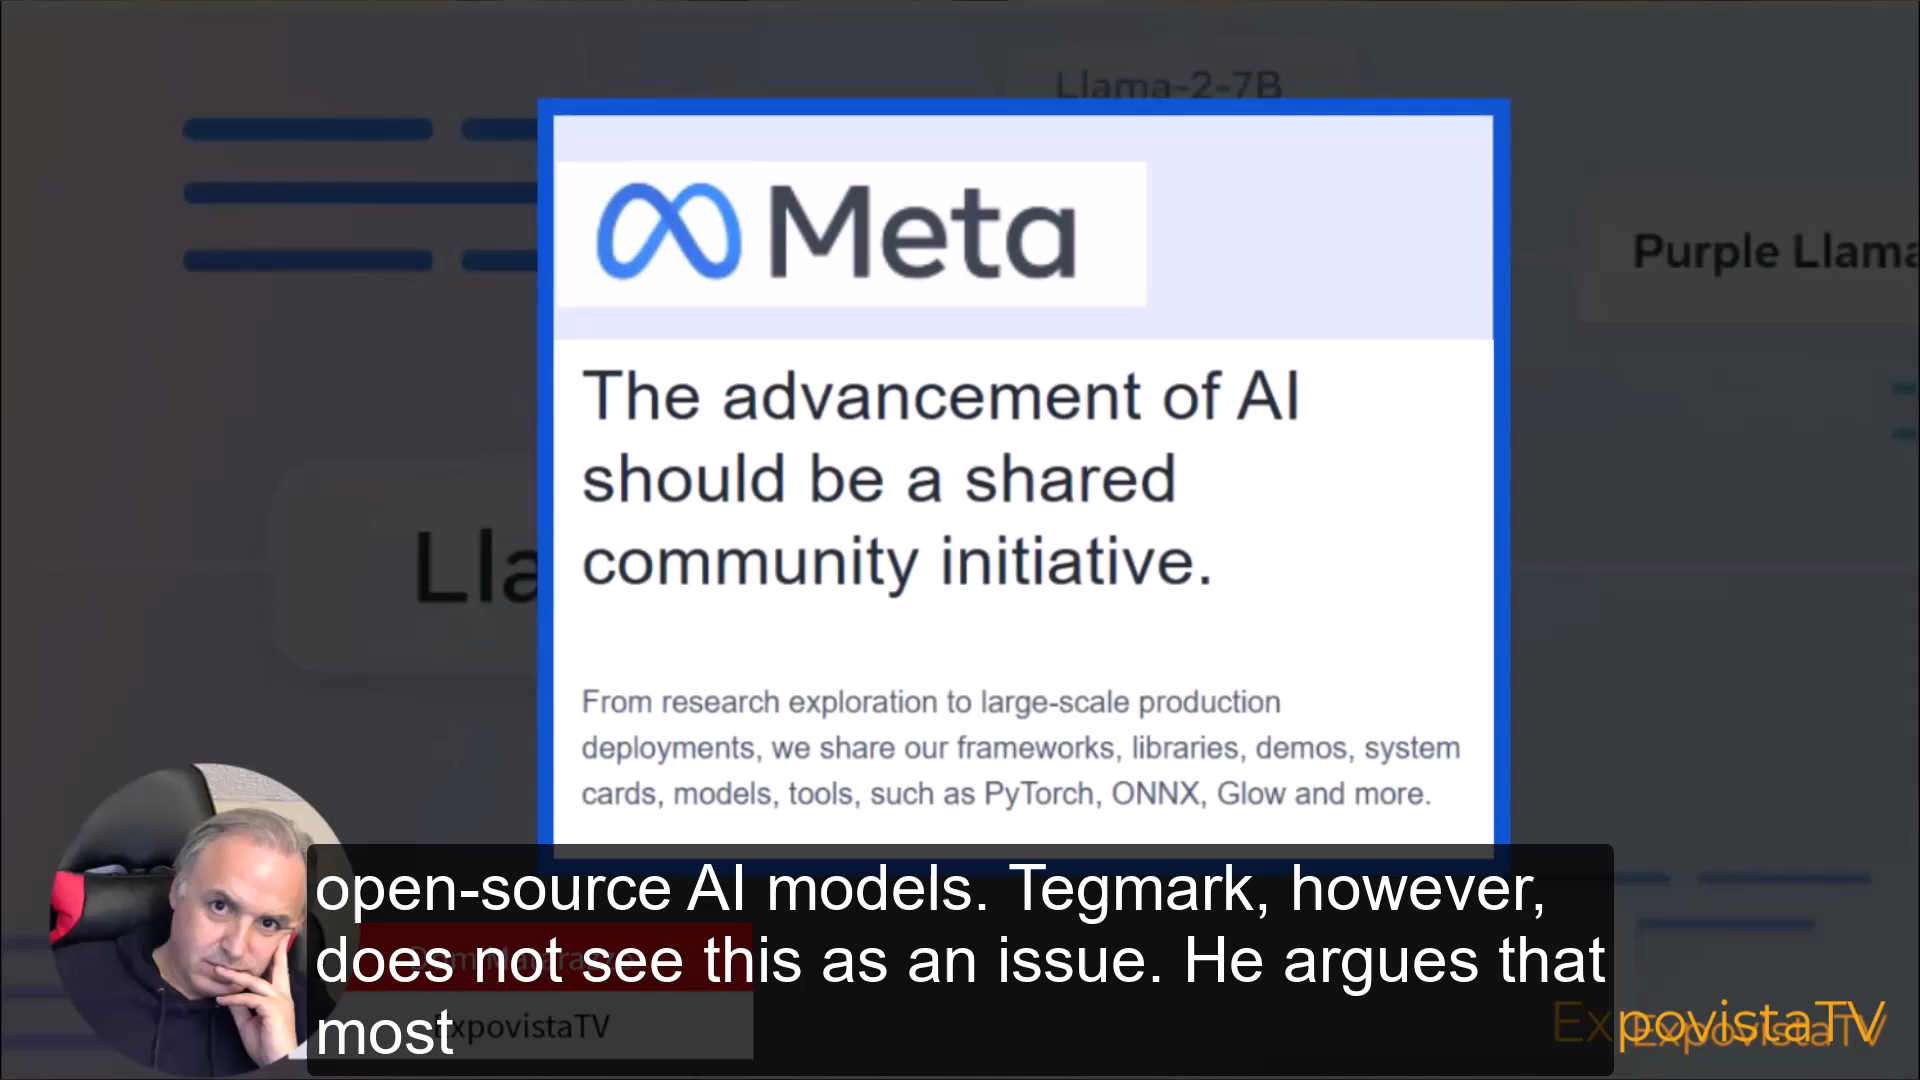 Llama-2-7B
Meta
Purple Llama
The advancement of AI
should be a shared
community initiative.
Lla
From research exploration to large-scale production
deployments, we share our frameworks, libraries, demos, system
cards, models, tools, such as PyTorch, ONNX, Glow and more.
open-source AI models. Tegmark, however,
does not see this as an issue. He argues that
most
ExpovistaTV
ExpovistaTV
ExpovistaTV